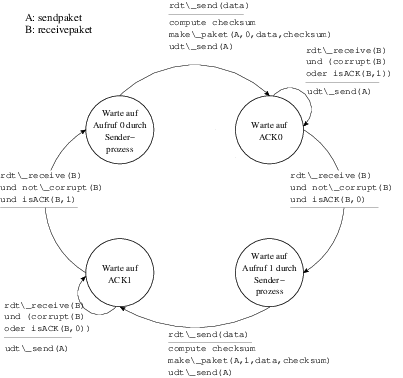 rdt\_send(data)
compute checksum
make\_paket(A,0,data,checksum)
udt\_send(A)
A: sendpaket
B: receivepaket
rdt\_receive(B)
und (corrupt(B)
oder isACK(B,1))
udt\_send(A)
Warte auf
Aufruf 0 durch
Sender–
prozess
Warte auf
ACK0
rdt\_receive(B)
und not\_corrupt(B)
und isACK(B,1)
rdt\_receive(B)
und not\_corrupt(B)
und isACK(B,0)
Warte auf
ACK1
Warte auf
Aufruf 1 durch
Sender–
prozess
rdt\_receive(B)
und (corrupt(B)
oder isACK(B,0))
udt\_send(A)
rdt\_send(data)
compute checksum
make\_paket(A,1,data,checksum)
udt\_send(A)